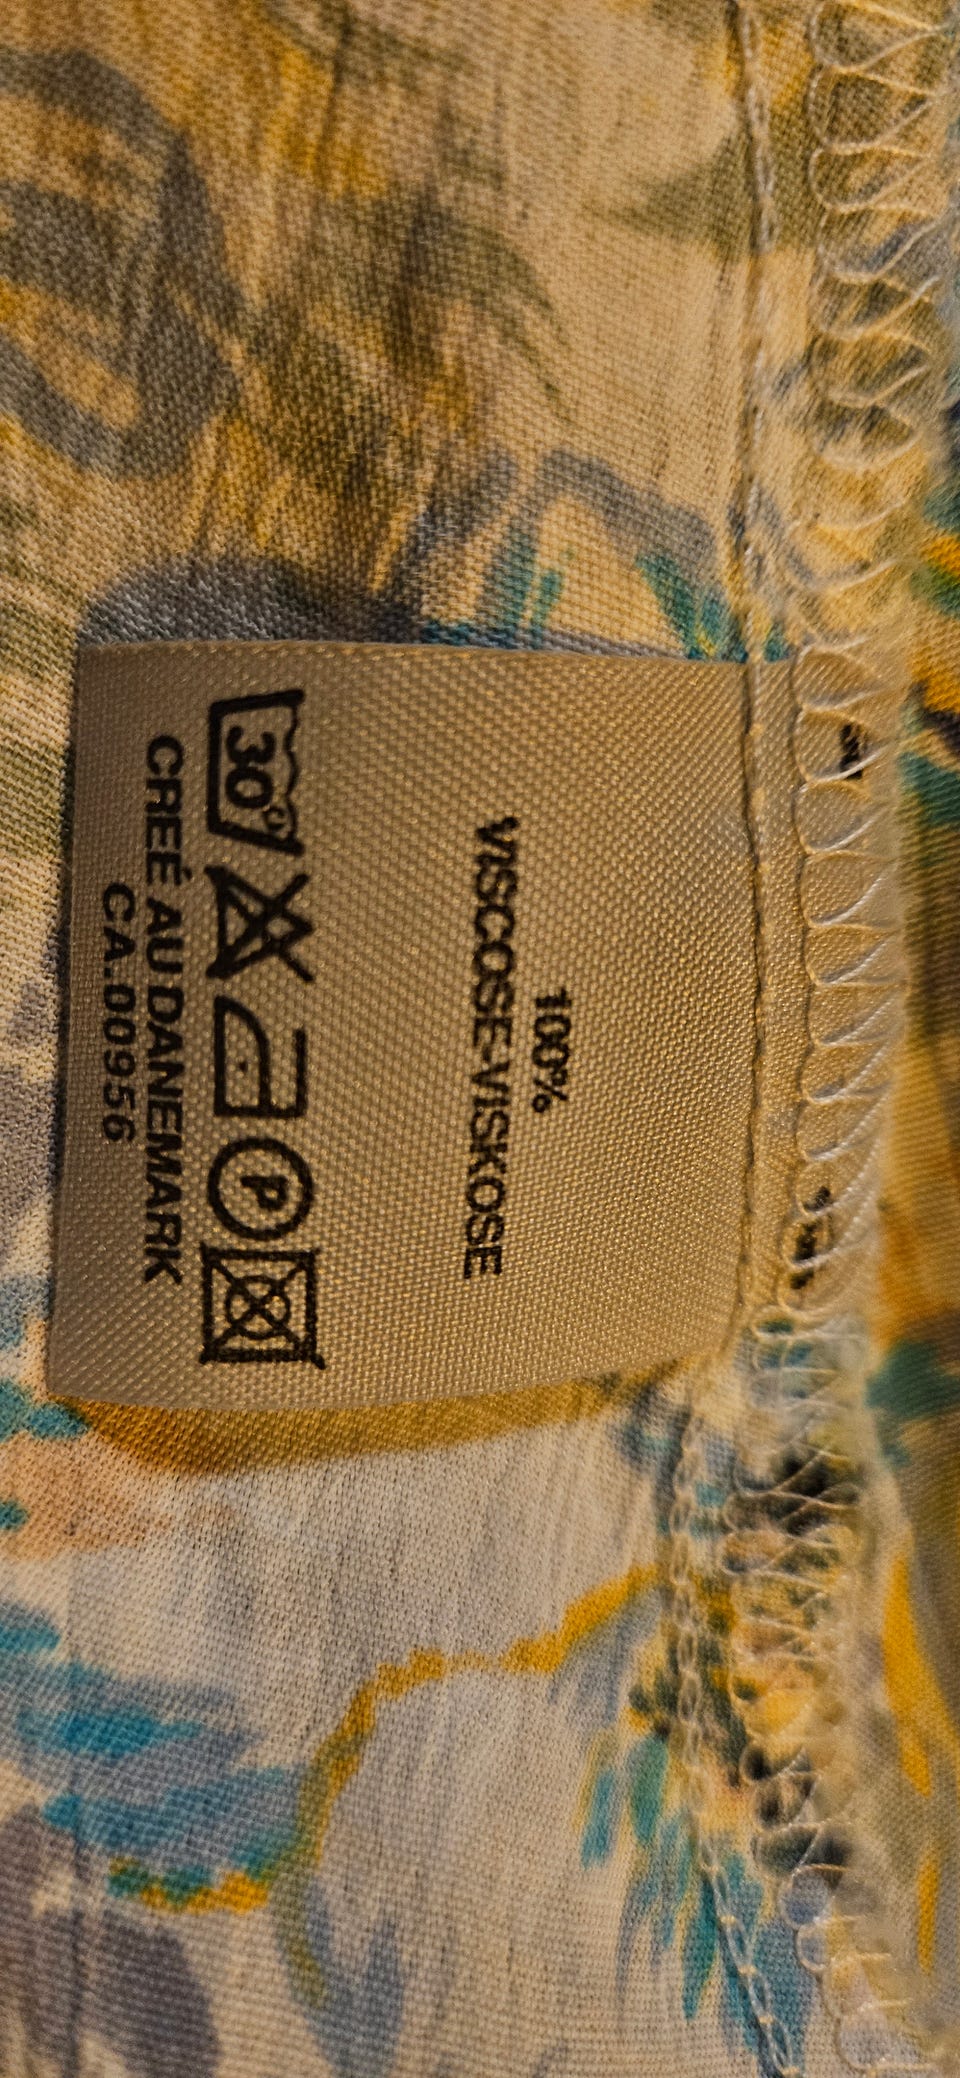 100%
VISCOSE-VISKOSE
30°
P
CREÉ AU DANEMARK
CA.00956